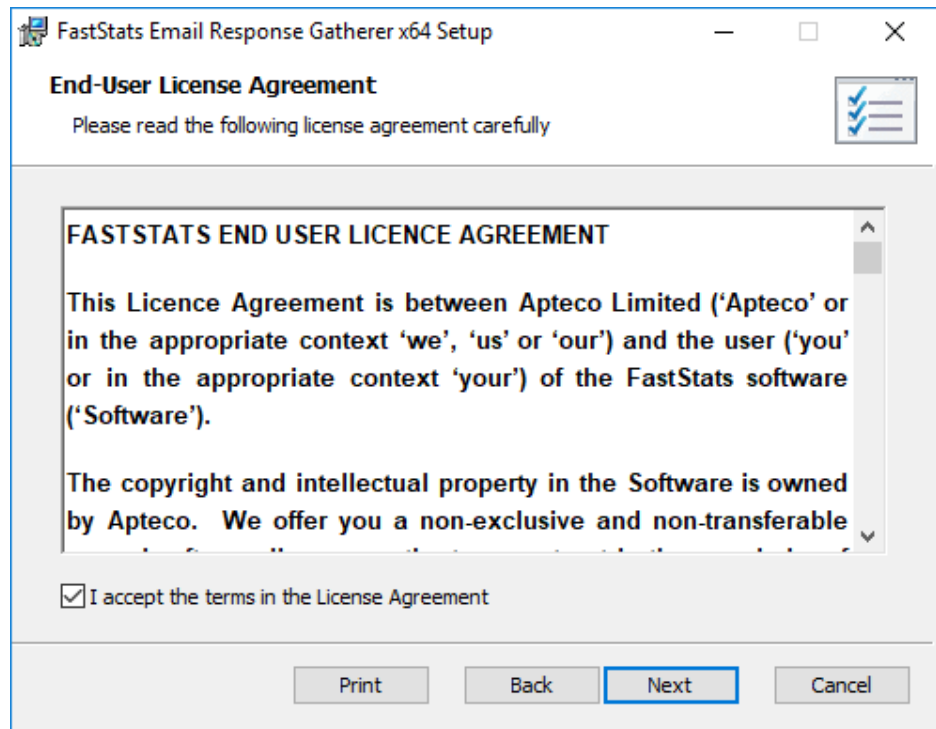 FastStats Email Response Gatherer x64 Setup
End-User License Agreement
Please read the following license agreement carefully
FASTSTATS END USER LICENCE AGREEMENT
This Licence Agreement is between Apteco Limited (‘Apteco’ or
in the appropriate context ‘we’, ‘us’ or ‘our’) and the user (‘you’
or in the appropriate context ‘your’) of the FastStats software
(‘Software’).
The copyright and intellectual property in the Software is owned
by Apteco.  We offer you a non-exclusive and non-transferable
I accept the terms in the License Agreement
Print
Back
Next
Cancel